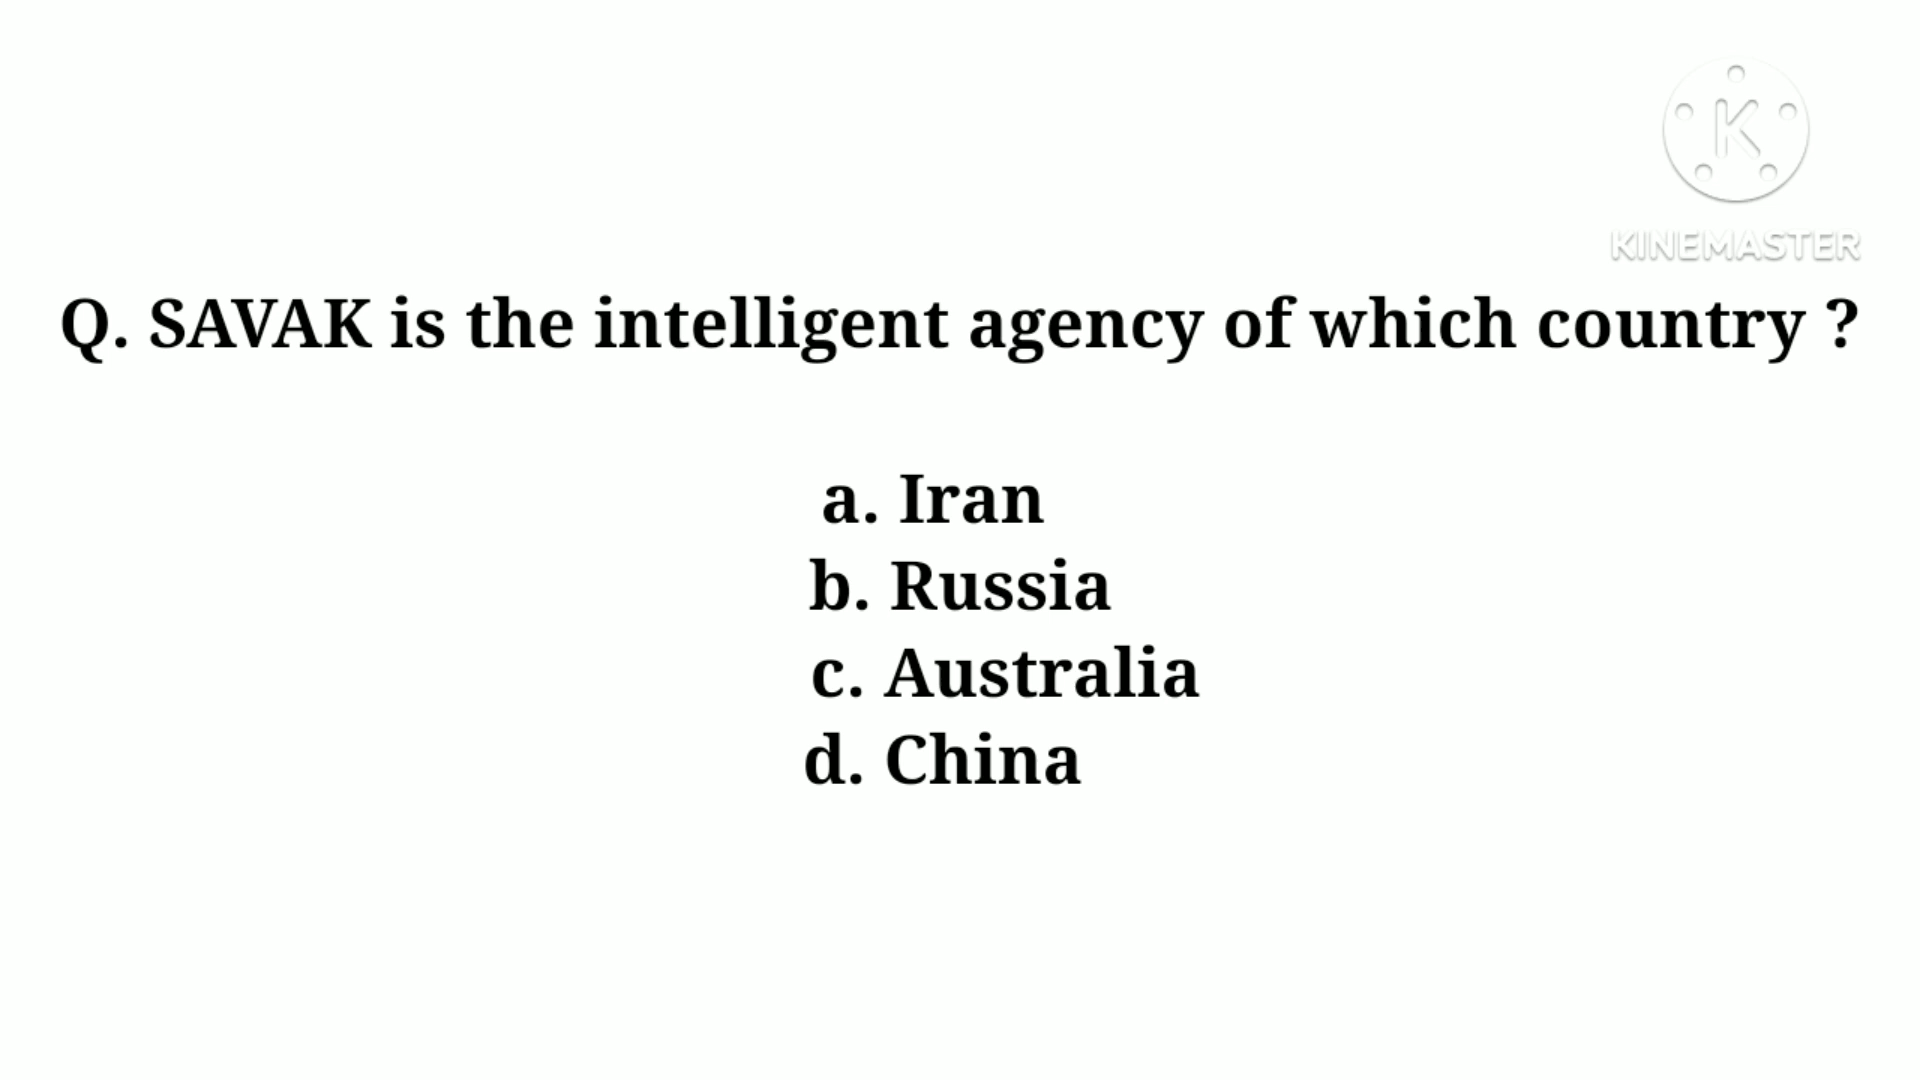 K
KINEMASTER
Q. SAVAK is the intelligent agency of which country ?
a. Iran
b. Russia
c. Australia
d. China